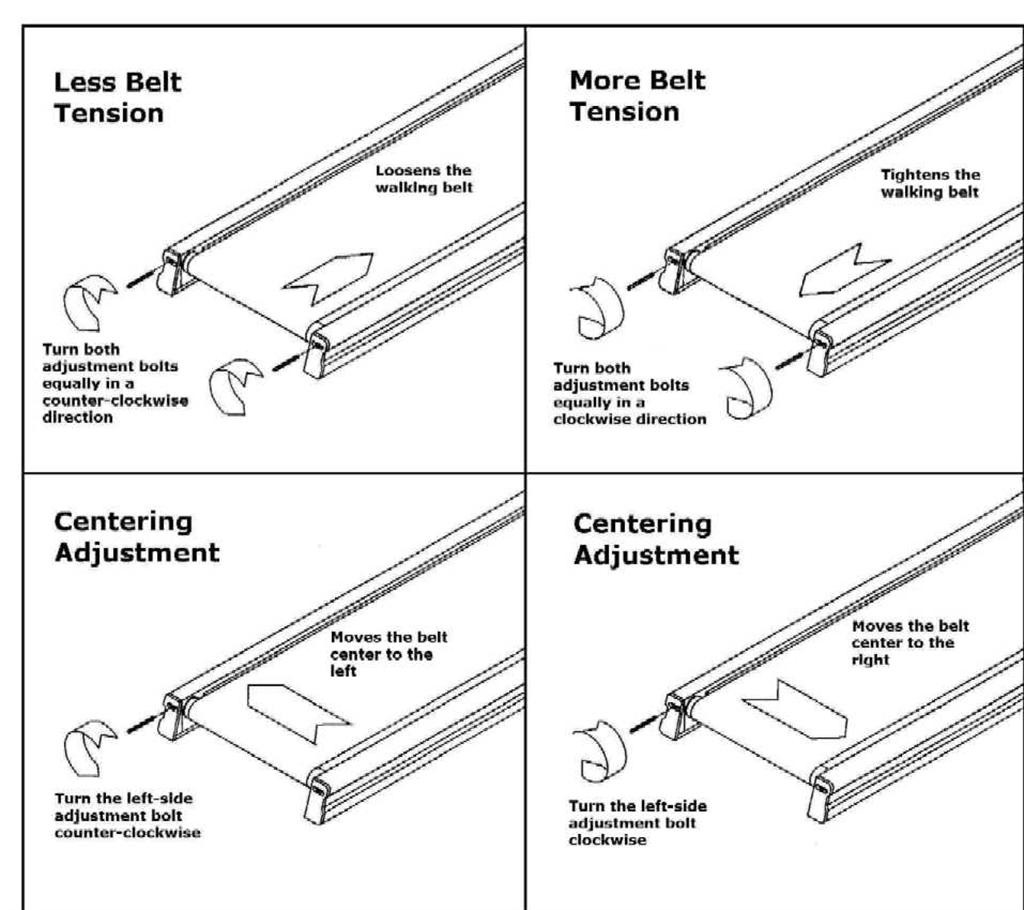 Less Belt
Tension
Loosens the
walking belt
Turn both
adjustment bolts
equally in a
counter-clockwise
direction
More Belt
Tension
Tightens the
walking belt
Turn both
adjustment bolts
equally in a
clockwise direction
Centering
Adjustment
Moves the belt
center to the
left
Turn the left-side
adjustment bolt
counter-clockwise
Centering
Adjustment
Moves the belt
center to the
right
Turn the left-side
adjustment bolt
clockwise